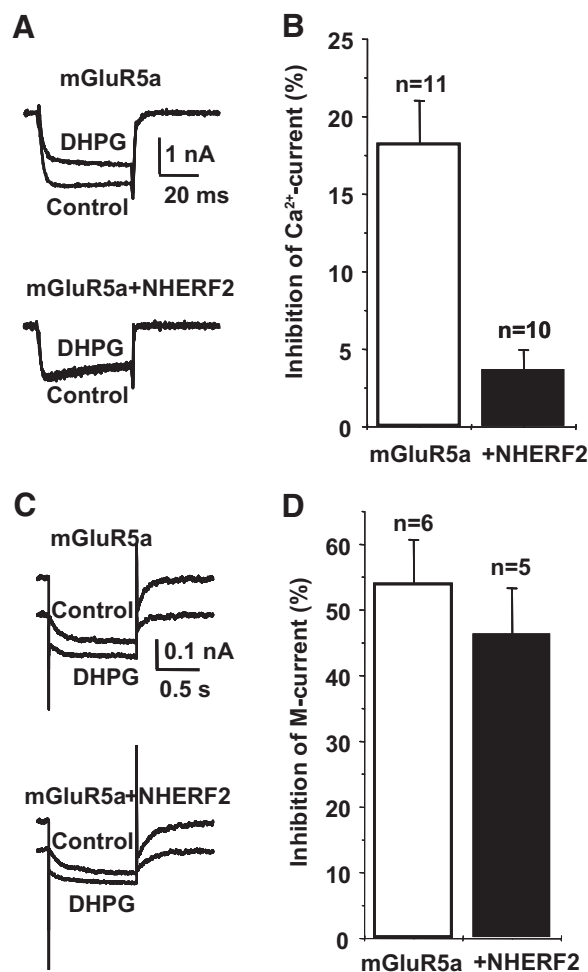 A
mGluR5a
DHPG
Control
1 nA
20 ms
mGluR5a+NHERF2
DHPG
Control
B
Inhibition of Ca²⁺-current (%)
25
20
15
10
5
0
n=11
n=10
mGluR5a +NHERF2
C
mGluR5a
Control
DHPG
0.1 nA
0.5 s
mGluR5a+NHERF2
Control
DHPG
D
Inhibition of M-current (%)
60
50
40
30
20
10
0
n=6
n=5
mGluR5a +NHERF2